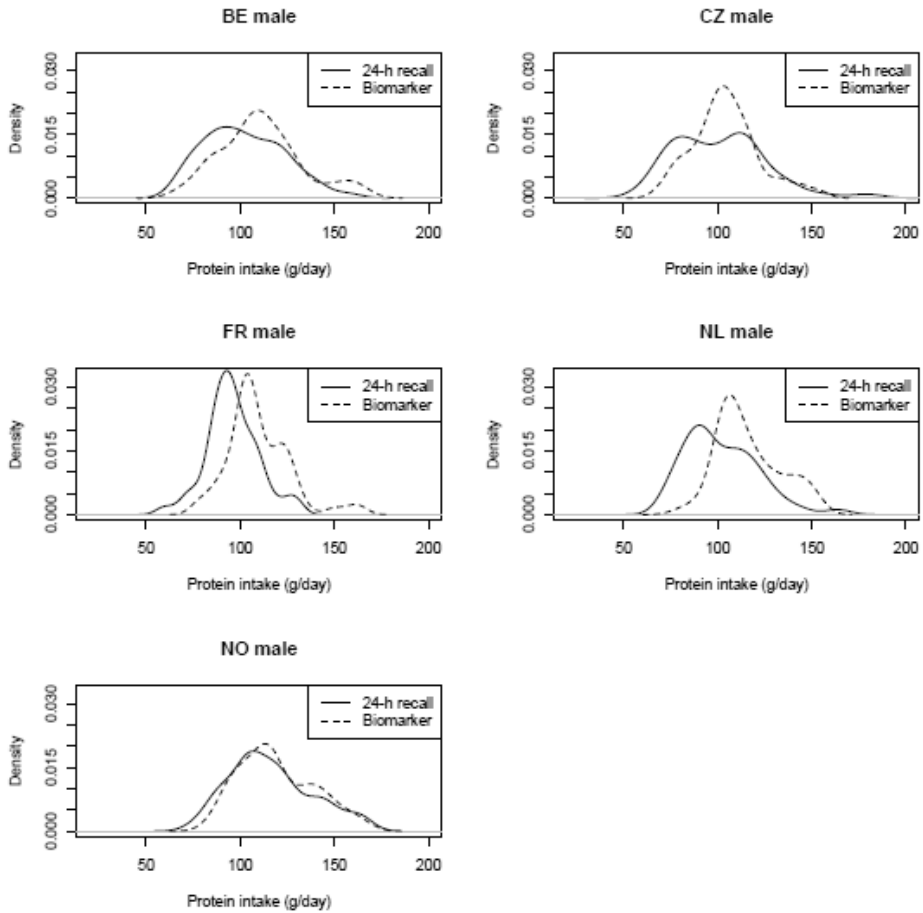 BE male
Density
0.000 0.015 0.030
24-h recall
Biomarker
50 100 150 200
Protein intake (g/day)
CZ male
Density
0.000 0.015 0.030
24-h recall
Biomarker
50 100 150 200
Protein intake (g/day)
FR male
Density
0.000 0.015 0.030
24-h recall
Biomarker
50 100 150 200
Protein intake (g/day)
NL male
Density
0.000 0.015 0.030
24-h recall
Biomarker
50 100 150 200
Protein intake (g/day)
NO male
Density
0.000 0.015 0.030
24-h recall
Biomarker
50 100 150 200
Protein intake (g/day)